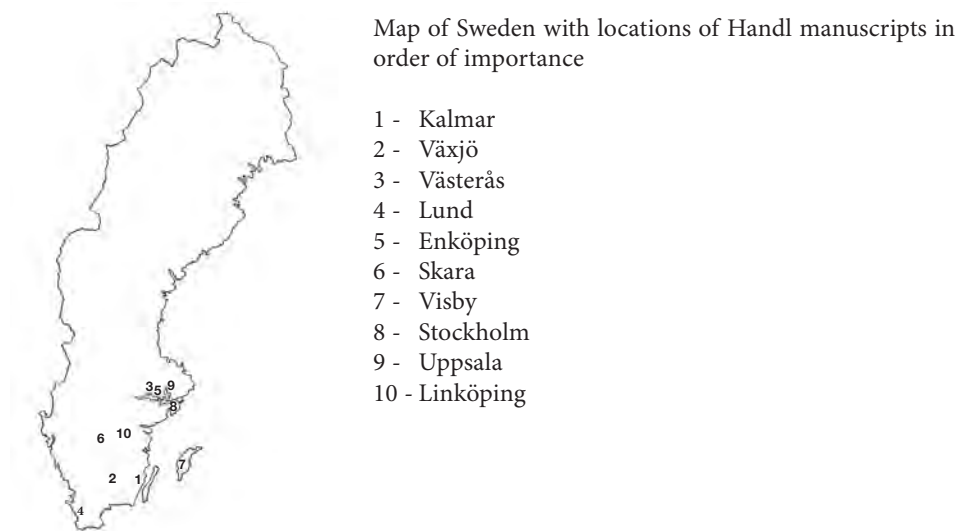 Map of Sweden with locations of Handl manuscripts in
order of importance
1 - Kalmar
2 - Växjö
3 - Västerås
4 - Lund
5 - Enköping
6 - Skara
7 - Visby
8 - Stockholm
9 - Uppsala
10 - Linköping
3 5 9
8
6 10
7
2 1
4